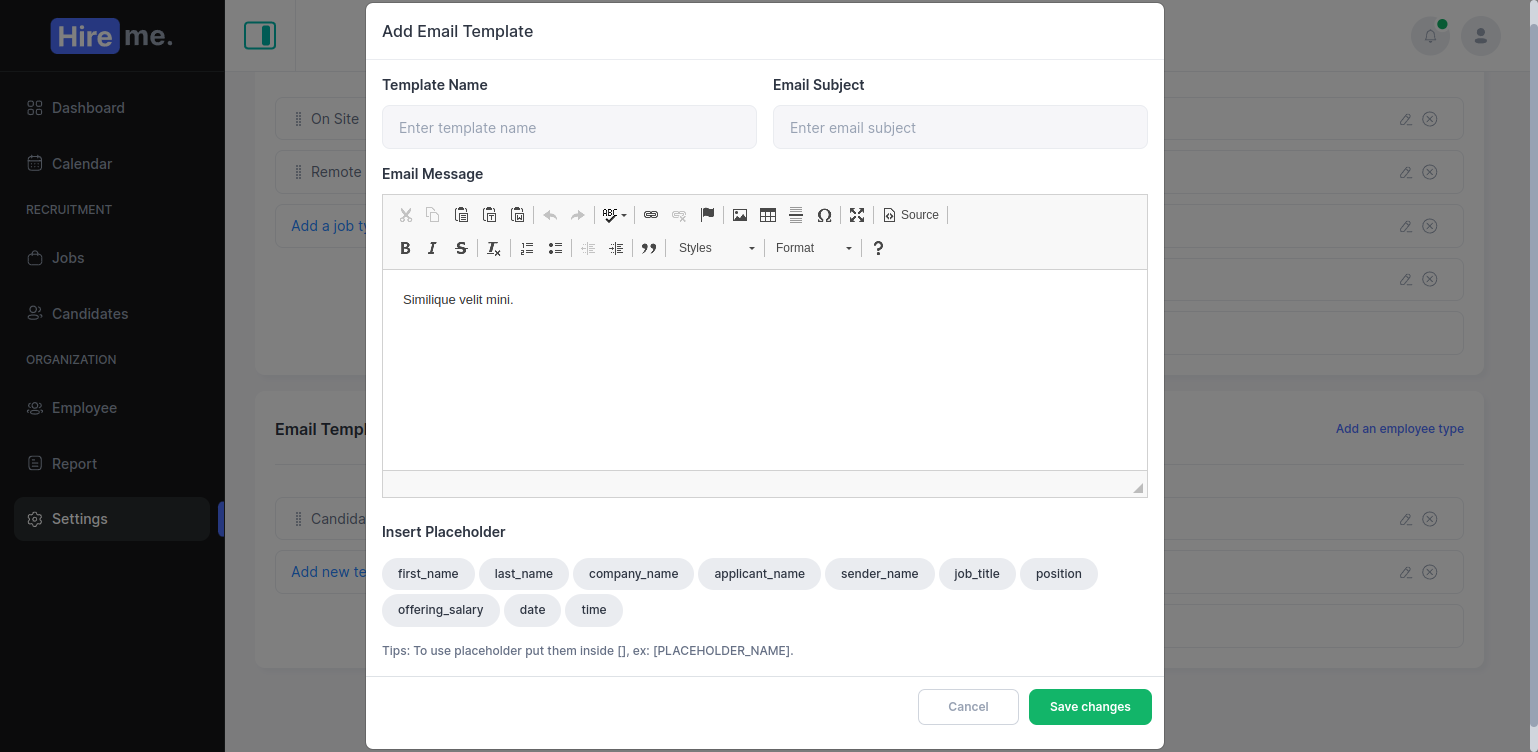 Hire me.
Dashboard
Calendar
RECRUITMENT
Jobs
Candidates
ORGANIZATION
Employee
Report
Settings
On Site
Remote
Add a job ty
Email Templ
Add an employee type
Candida
Add new te
Add Email Template
Template Name
Email Subject
Enter template name
Enter email subject
Email Message
ABC
Source
B I S Tx
Styles
Format
?
Similique velit mini.
Insert Placeholder
first_name last_name company_name applicant_name sender_name job_title position
offering_salary date time
Tips: To use placeholder put them inside [], ex: [PLACEHOLDER_NAME].
Cancel
Save changes